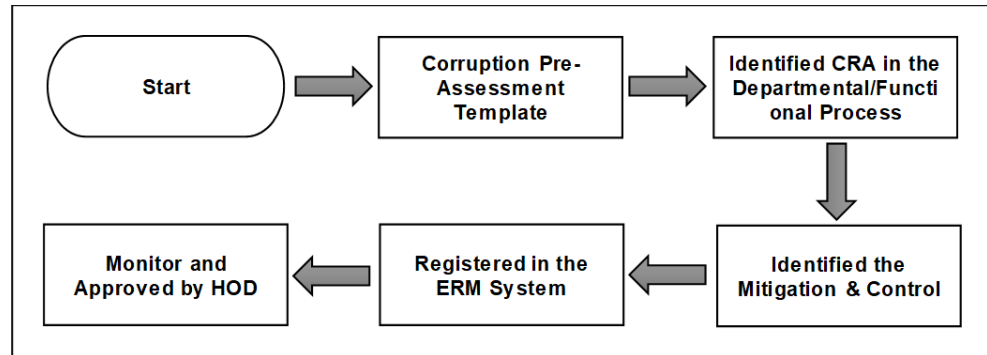 Start
Corruption Pre-
Assessment
Template
Identified CRA in the
Departmental/Functi
onal Process
Identified the
Mitigation & Control
Registered in the
ERM System
Monitor and
Approved by HOD